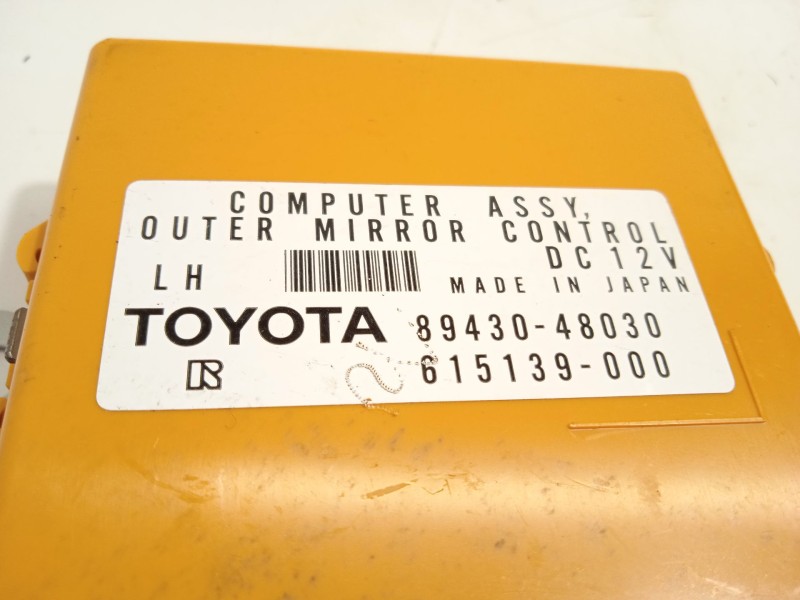 COMPUTER ASSY,
OUTER MIRROR CONTROL
DC12V
LH
MADE IN JAPAN
TOYOTA 89430-48030
R 615139-000